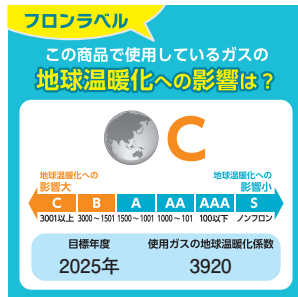 フロンラベル
この商品で使用しているガスの
地球温暖化への影響は？
C
地球温暖化への
影響大
地球温暖化への
影響小
C B A AA AAA S
3001以上 3000～1501 1500～1001 1000～101 100以下 ノンフロン
目標年度
2025年
使用ガスの地球温暖化係数
3920